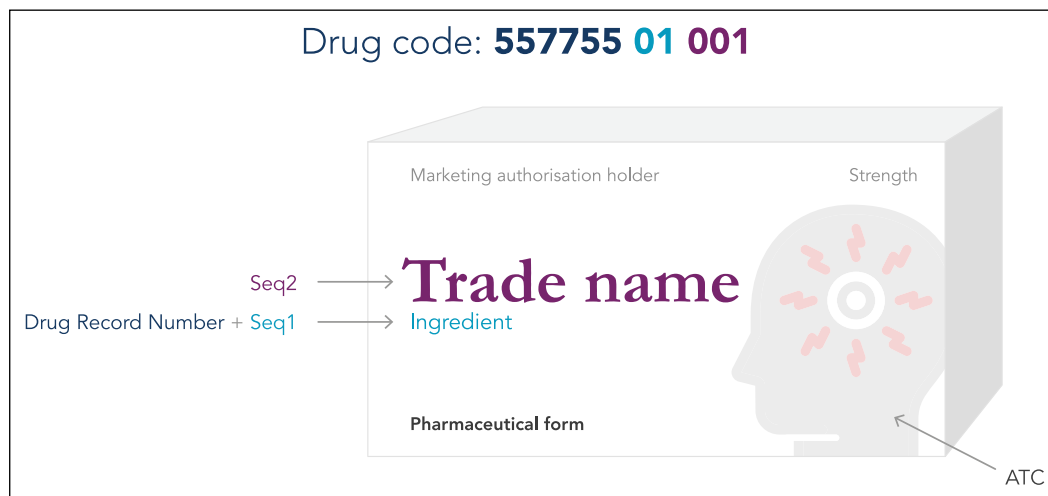 Drug code: 557755 01 001
Marketing authorisation holder
Strength
Seq2
Trade name
Drug Record Number + Seq1
Ingredient
Pharmaceutical form
ATC